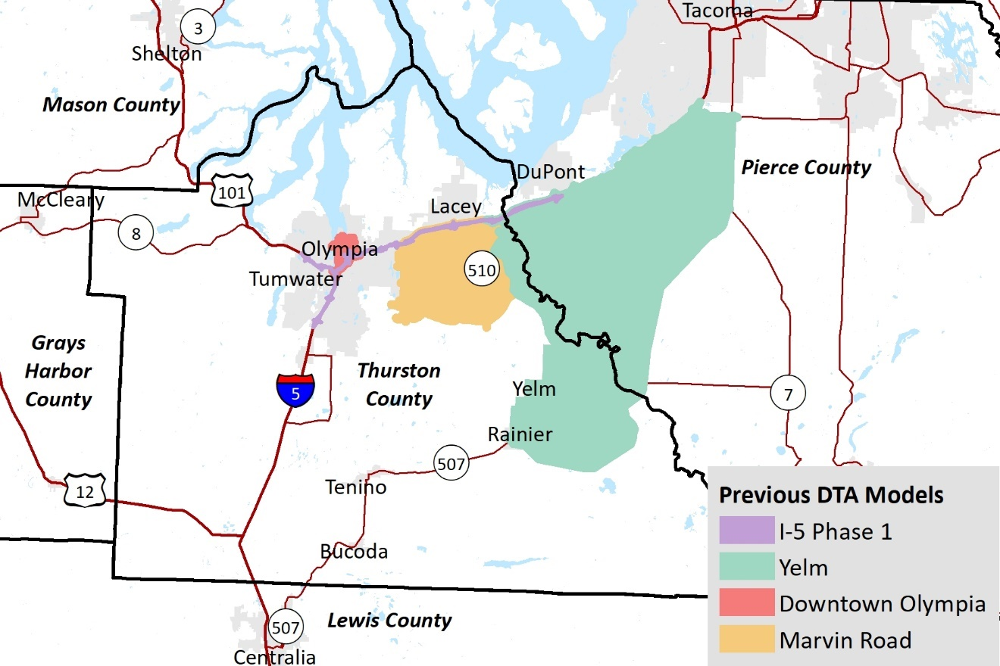 Tacoma
3
Shelton
Mason County
DuPont
Pierce County
101
McCleary
Lacey
8
Olympia
510
Tumwater
Grays
Harbor
County
Thurston
County
5
Yelm
7
Rainier
507
Tenino
12
Bucoda
507
Lewis County
Centralia
Previous DTA Models
I-5 Phase 1
Yelm
Downtown Olympia
Marvin Road